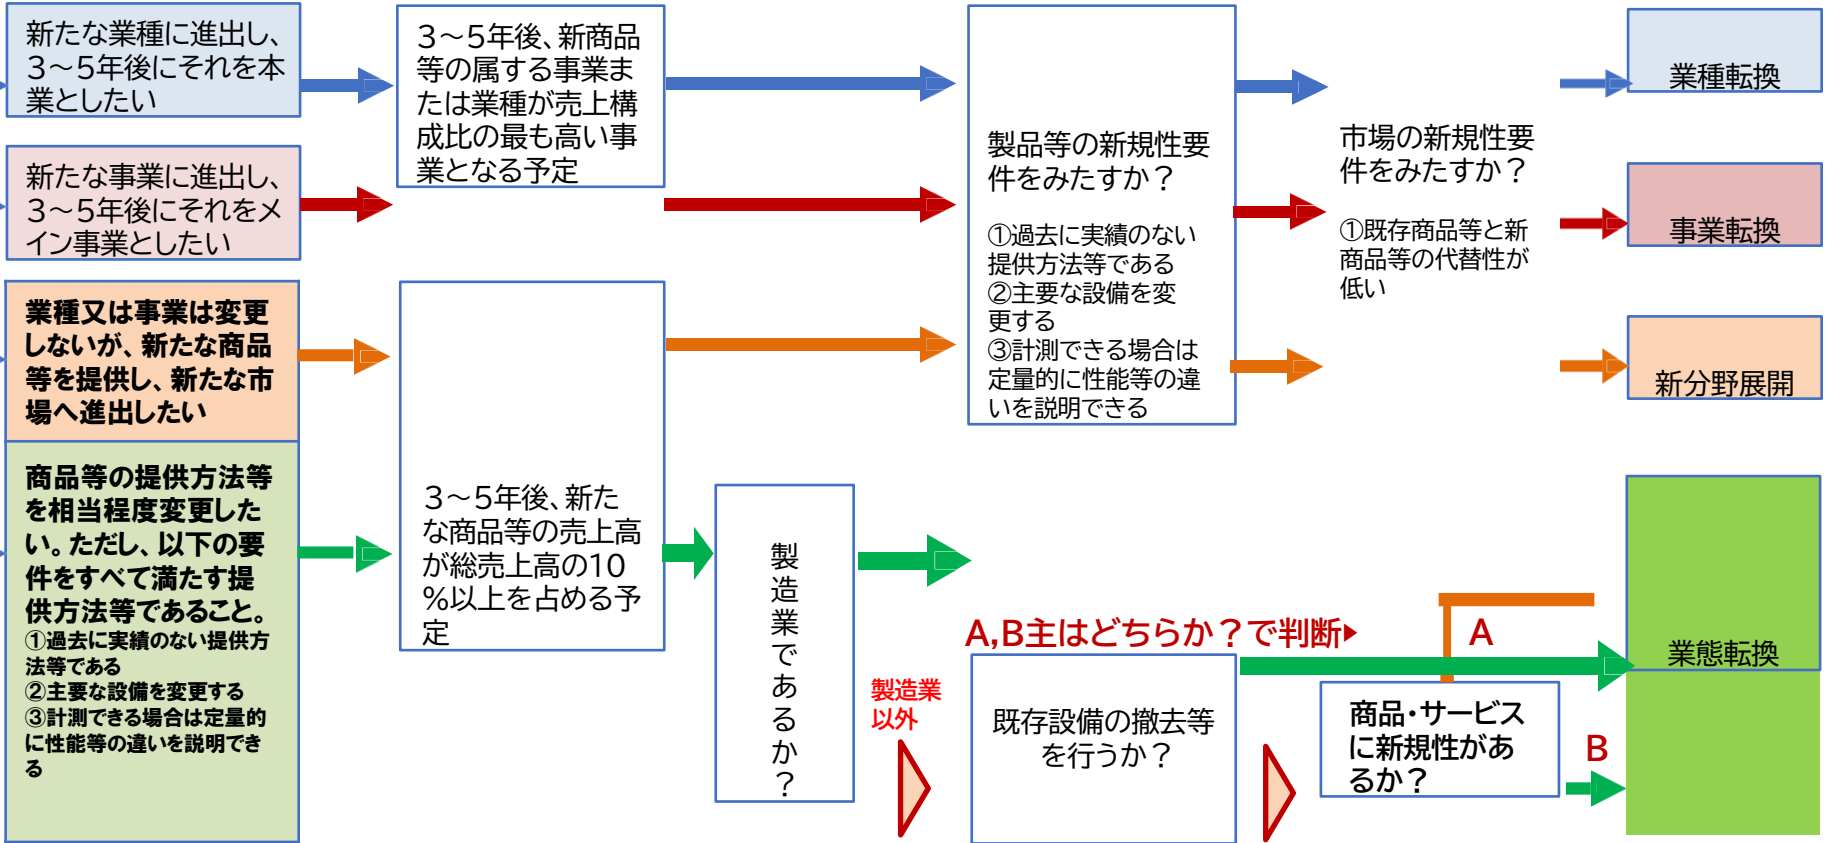 新たな業種に進出し、
3～5年後にそれを本
業としたい
3～5年後、新商品
等の属する事業ま
たは業種が売上構
成比の最も高い事
業となる予定
業種転換
新たな事業に進出し、
3～5年後にそれをメ
イン事業としたい
製品等の新規性要
件をみたすか？
①過去に実績のない
提供方法等である
②主要な設備を変
更する
③計測できる場合は
定量的に性能等の違
いを説明できる
市場の新規性要
件をみたすか？
①既存商品等と新
商品等の代替性が
低い
事業転換
業種又は事業は変更
しないが、新たな商品
等を提供し、新たな市
場へ進出したい
新分野展開
商品等の提供方法等
を相当程度変更した
い。ただし、以下の要
件をすべて満たす提
供方法等であること。
①過去に実績のない提供方
法等である
②主要な設備を変更する
③計測できる場合は定量的
に性能等の違いを説明でき
る
3～5年後、新た
な商品等の売上高
が総売上高の10
%以上を占める予
定
製造業であるか？
製造業
以外
A,B主はどちらか？で判断▶
既存設備の撤去等
を行うか？
A
商品・サービス
に新規性があ
るか？
B
業態転換